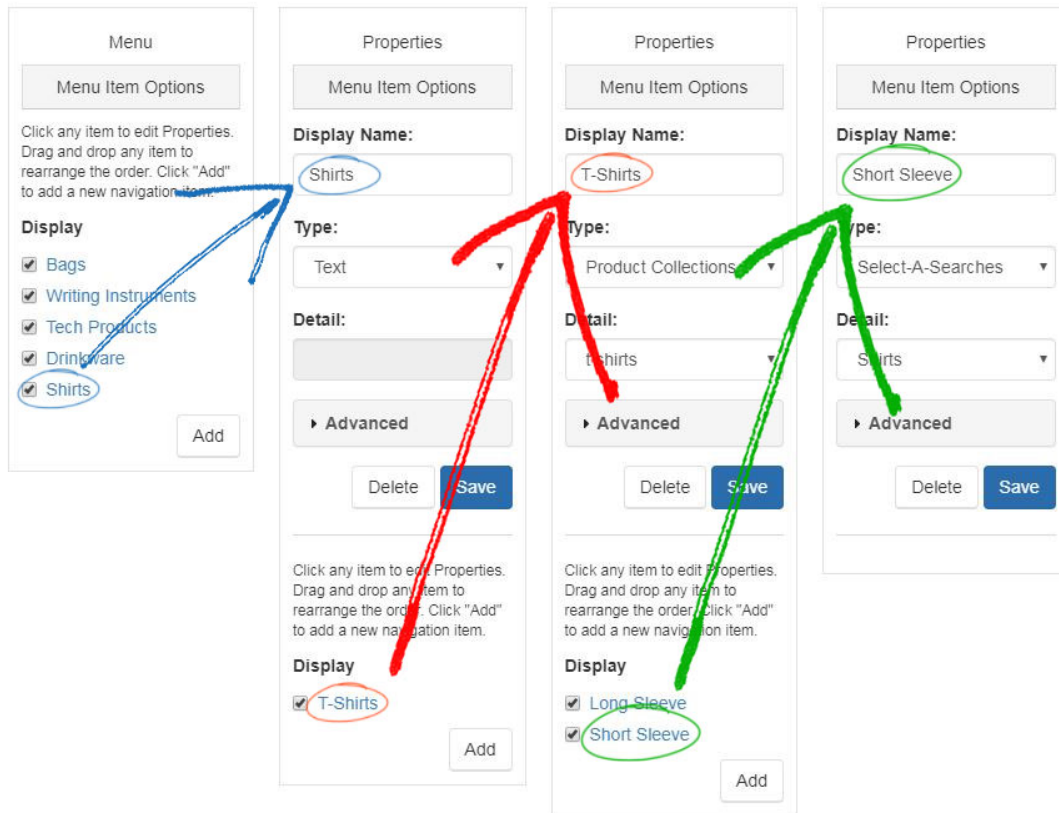 Menu
Menu Item Options
Click any item to edit Properties.
Drag and drop any item to
rearrange the order. Click "Add"
to add a new navigation item.
Display
Bags
Writing Instruments
Tech Products
Drinkware
Shirts
Add
Properties
Menu Item Options
Display Name:
Shirts
Type:
Text
Detail:
Advanced
Delete
Save
Click any item to edit Properties.
Drag and drop any item to
rearrange the order. Click "Add"
to add a new navigation item.
Display
T-Shirts
Add
Properties
Menu Item Options
Display Name:
T-Shirts
Type:
Product Collections
Detail:
t-shirts
Advanced
Delete
Save
Click any item to edit Properties.
Drag and drop any item to
rearrange the order. Click "Add"
to add a new navigation item.
Display
Long Sleeve
Short Sleeve
Add
Properties
Menu Item Options
Display Name:
Short Sleeve
Type:
Select-A-Searches
Detail:
Shirts
Advanced
Delete
Save